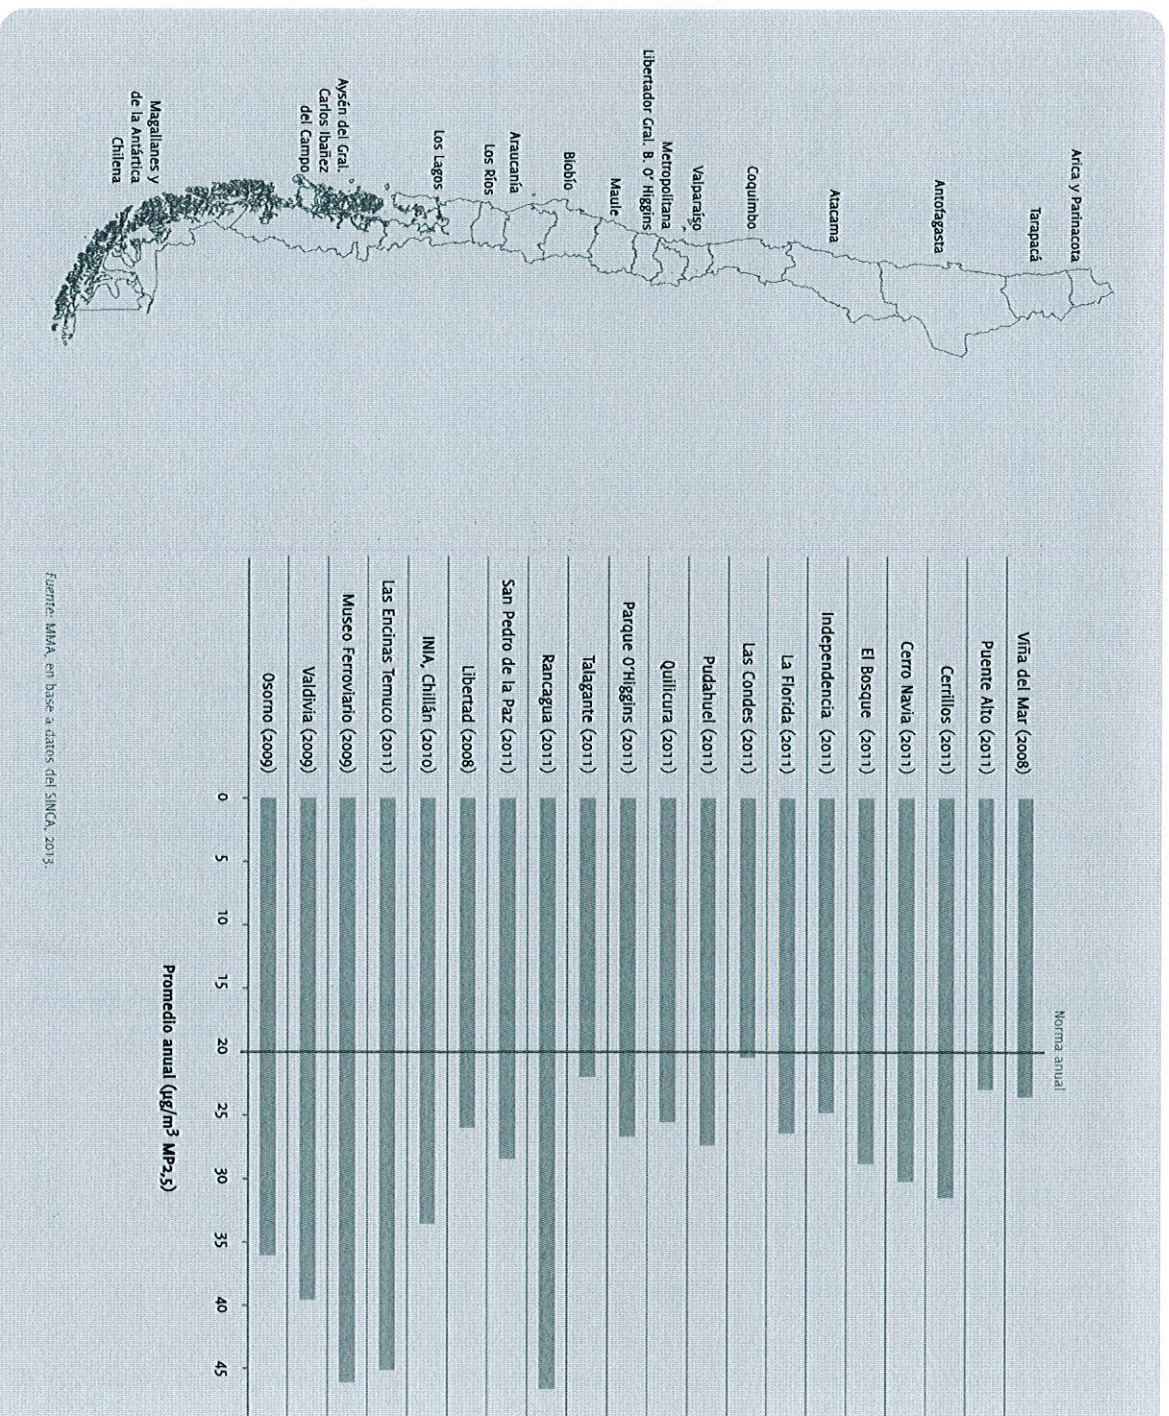 Arica y Parinacota
Tarapacá
Antofagasta
Atacama
Coquimbo
Valparaíso
Metropolitana
Libertador Gral. B. O' Higgins
Maule
Biobío
Araucanía
Los Ríos
Los Lagos
Aysén del Gral.
Carlos Ibañez
del Campo
Magallanes y
de la Antártica
Chilena
Norma anual
Viña del Mar (2008)
Puente Alto (2011)
Cerrillos (2011)
Cerro Navia (2011)
El Bosque (2011)
Independencia (2011)
La Florida (2011)
Las Condes (2011)
Pudahuel (2011)
Quilicura (2011)
Parque O'Higgins (2011)
Talagante (2011)
Rancagua (2011)
San Pedro de la Paz (2011)
Libertad (2008)
INIA, Chillán (2010)
Las Encinas Temuco (2011)
Museo Ferroviario (2009)
Valdivia (2009)
Osorno (2009)
0 5 10 15 20 25 30 35 40 45
Promedio anual (µg/m³ MP2,5)
Fuente: MMA, en base a datos del SINCA, 2013.